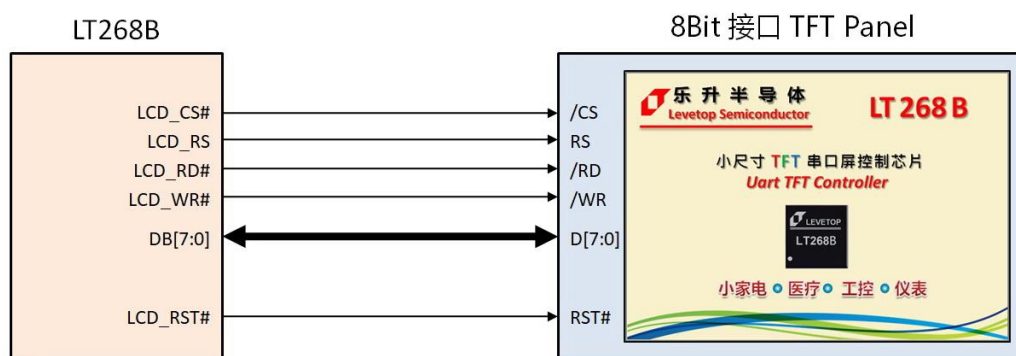 LT268B
8Bit 接口 TFT Panel
LCD_CS#
LCD_RS
LCD_RD#
LCD_WR#
DB[7:0]
LCD_RST#
/CS
RS
/RD
/WR
D[7:0]
RST#
乐升半导体
Levetop Semiconductor
LT268B
小尺寸 TFT 串口屏控制芯片
Uart TFT Controller
LEVETOP
LT268B
小家电 医疗 工控 仪表